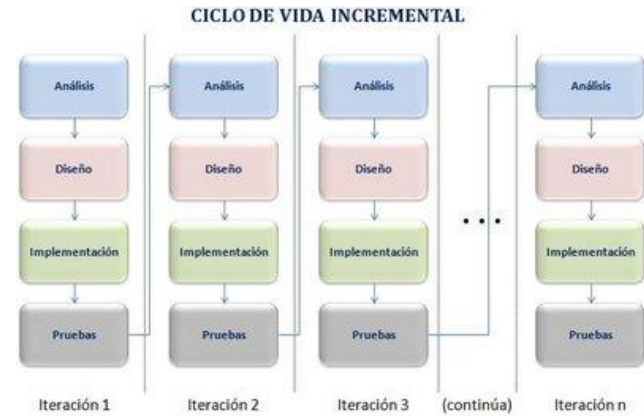 CICLO DE VIDA INCREMENTAL
Análisis
Diseño
Implementación
Pruebas
Iteración 1
Análisis
Diseño
Implementación
Pruebas
Iteración 2
Análisis
Diseño
Implementación
Pruebas
Iteración 3
...
(continúa)
Análisis
Diseño
Implementación
Pruebas
Iteración n